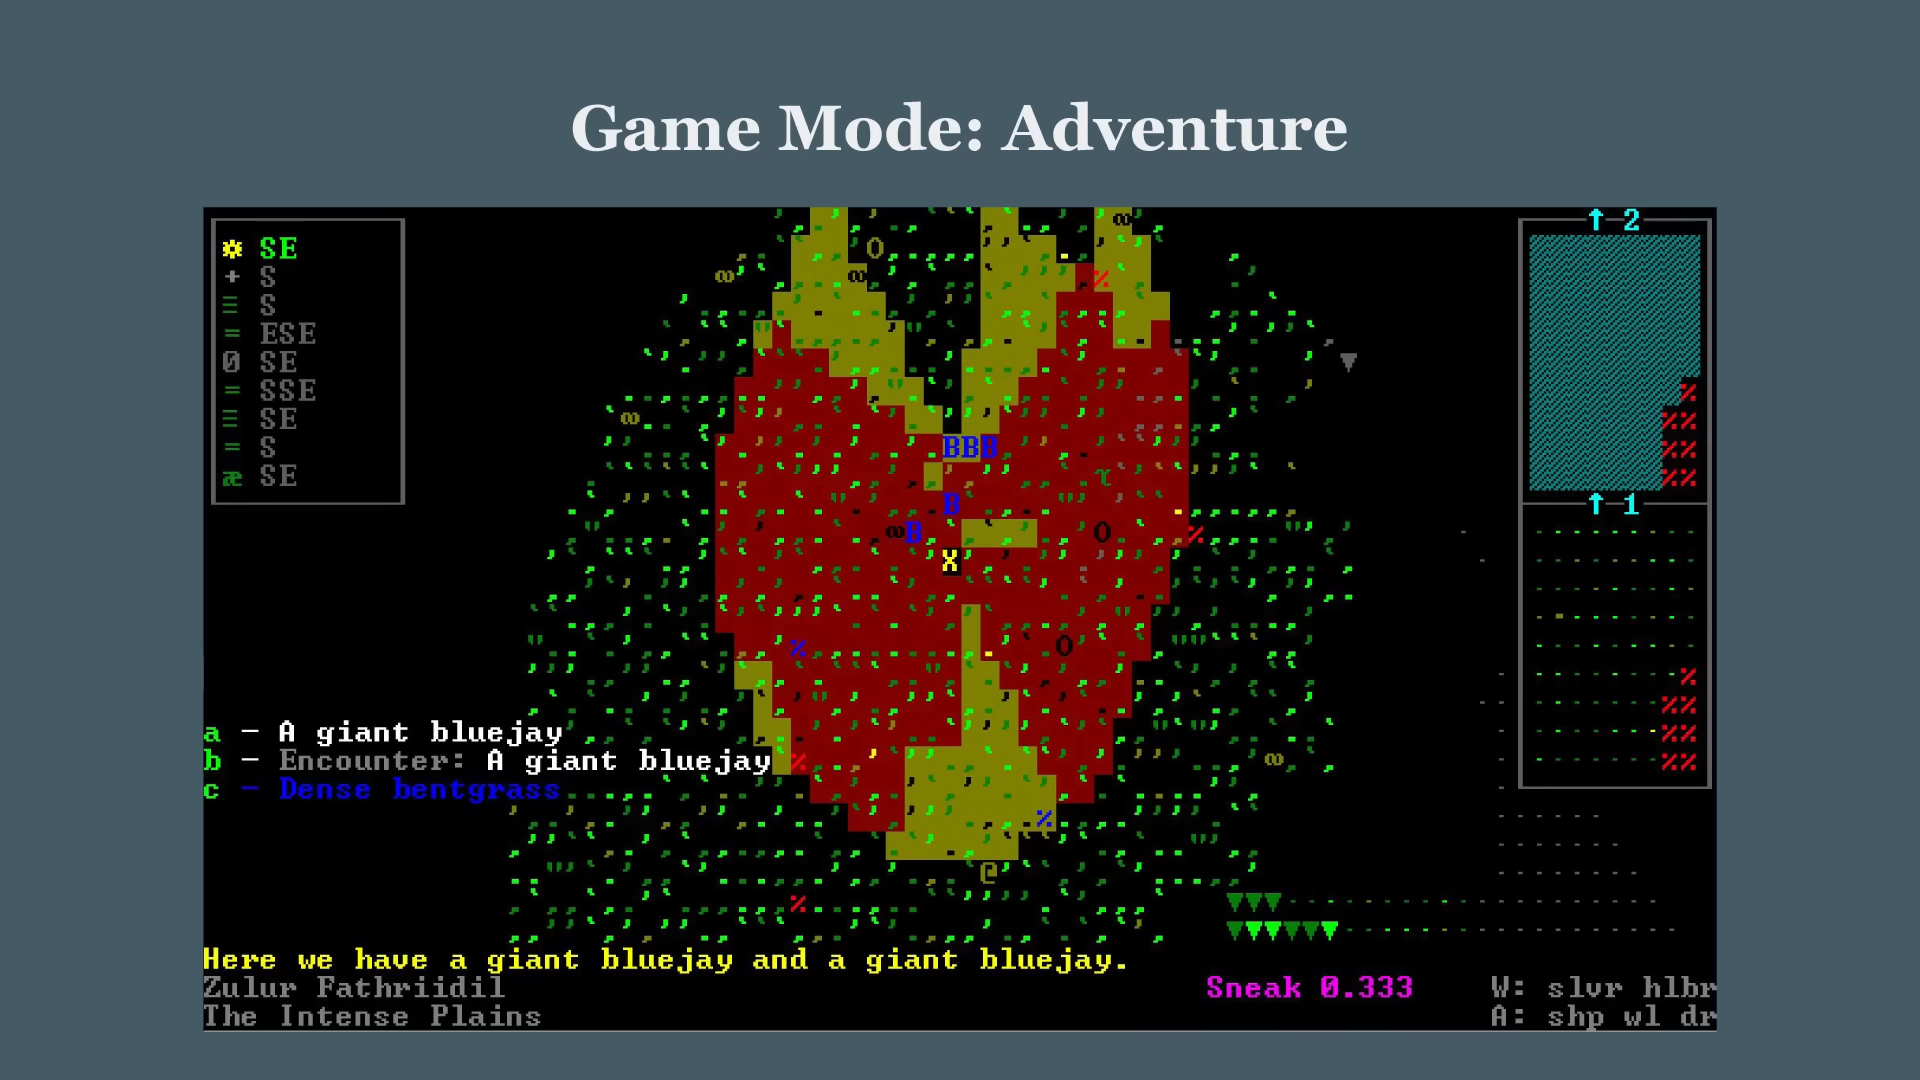 Game Mode: Adventure
☼ SE
+ S
≡ S
= ESE
0 SE
= SSE
≡ SE
= S
æ SE
↑ 2
↑ 1
BBB
B
B
X
a - A giant bluejay
b - Encounter: A giant bluejay
c - Dense bentgrass
Here we have a giant bluejay and a giant bluejay.
Zulur Fathriidil
The Intense Plains
Sneak 0.333
W: slvr hlbr
A: shp wl dr